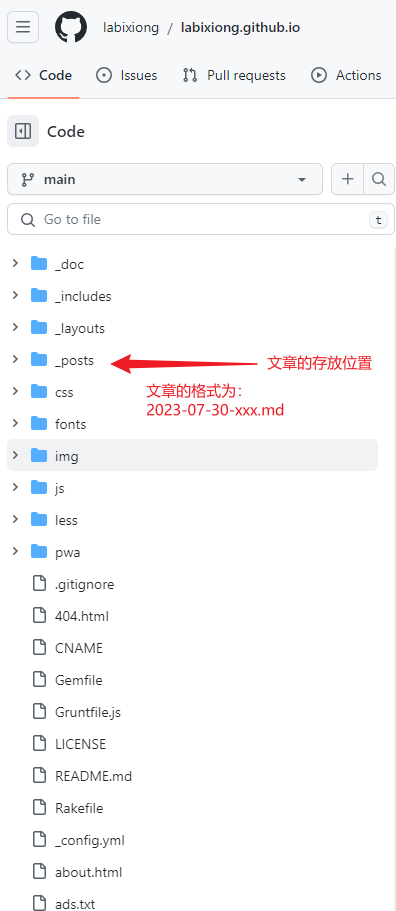 labixiong / labixiong.github.io
Code Issues Pull requests Actions
Code
main
Go to file t
_doc
_includes
_layouts
_posts 文章的存放位置
css 文章的格式为:
2023-07-30-xxx.md
fonts
img
js
less
pwa
.gitignore
404.html
CNAME
Gemfile
Gruntfile.js
LICENSE
README.md
Rakefile
_config.yml
about.html
ads.txt